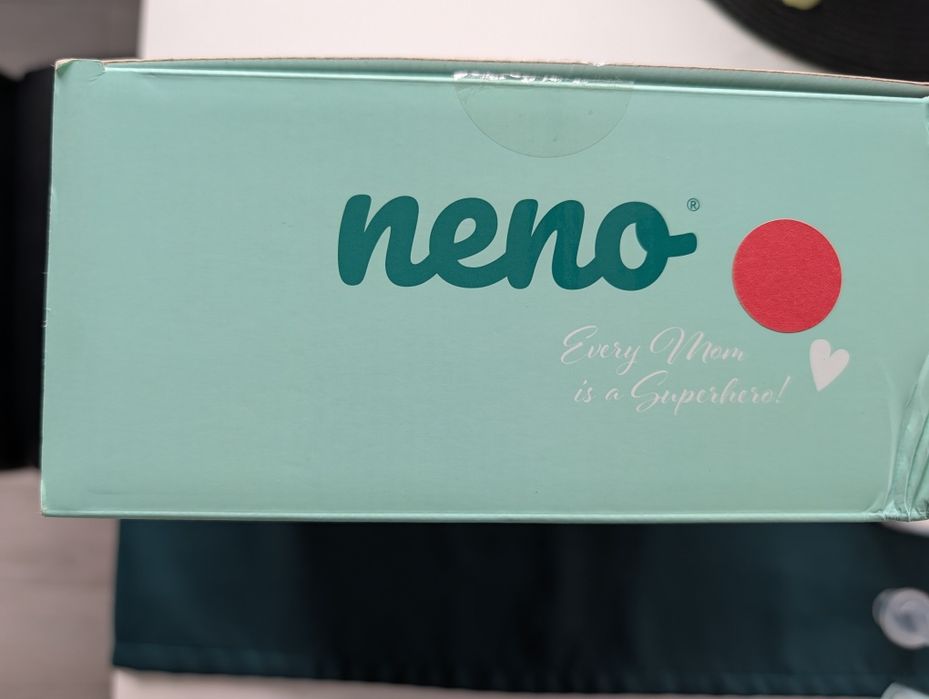 neno®
Every Mom
is a Superhero!